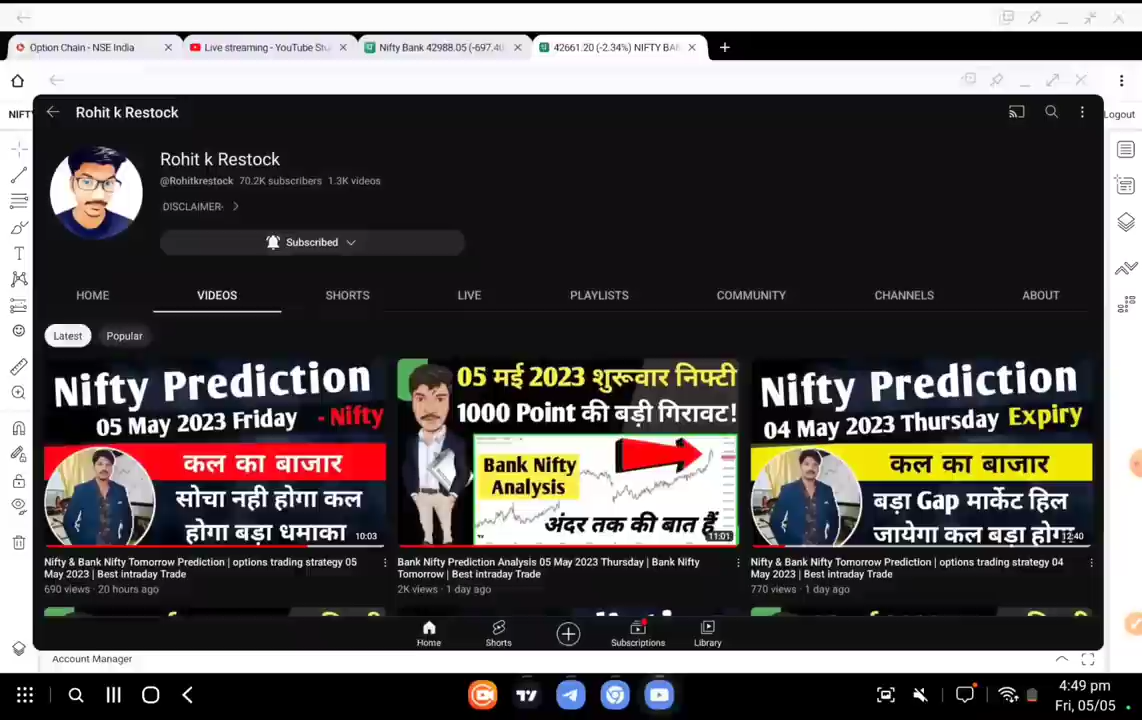 Option Chain - NSE India
Live streaming - YouTube Stu
Nifty Bank 42988.05 (-697.40
42661.20 (-2.34%) NIFTY BAN
NIFTY
Logout
Rohit k Restock
Rohit k Restock
@Rohitkrestock 70.2K subscribers 1.3K videos
DISCLAIMER-
Subscribed
HOME
VIDEOS
SHORTS
LIVE
PLAYLISTS
COMMUNITY
CHANNELS
ABOUT
Latest
Popular
Nifty Prediction
05 May 2023 Friday - Nifty
कल का बाजार
सोचा नही होगा कल
होगा बड़ा धमाका
10:03
05 मई 2023 शुरूवार निफ्टी
1000 Point की बड़ी गिरावट!
Bank Nifty
Analysis
अंदर तक की बात हैं
11:01
Nifty Prediction
04 May 2023 Thursday Expiry
कल का बाजार
बड़ा Gap मार्केट हिल
जायेगा कल बड़ा होगा
12:40
Nifty & Bank Nifty Tomorrow Prediction | options trading strategy 05
May 2023 | Best intraday Trade
690 views · 20 hours ago
Bank Nifty Prediction Analysis 05 May 2023 Thursday | Bank Nifty
Tomorrow | Best intraday Trade
2K views · 1 day ago
Nifty & Bank Nifty Tomorrow Prediction | options trading strategy 04
May 2023 | Best intraday Trade
770 views · 1 day ago
Home
Shorts
Subscriptions
Library
Account Manager
4:49 pm
Fri, 05/05